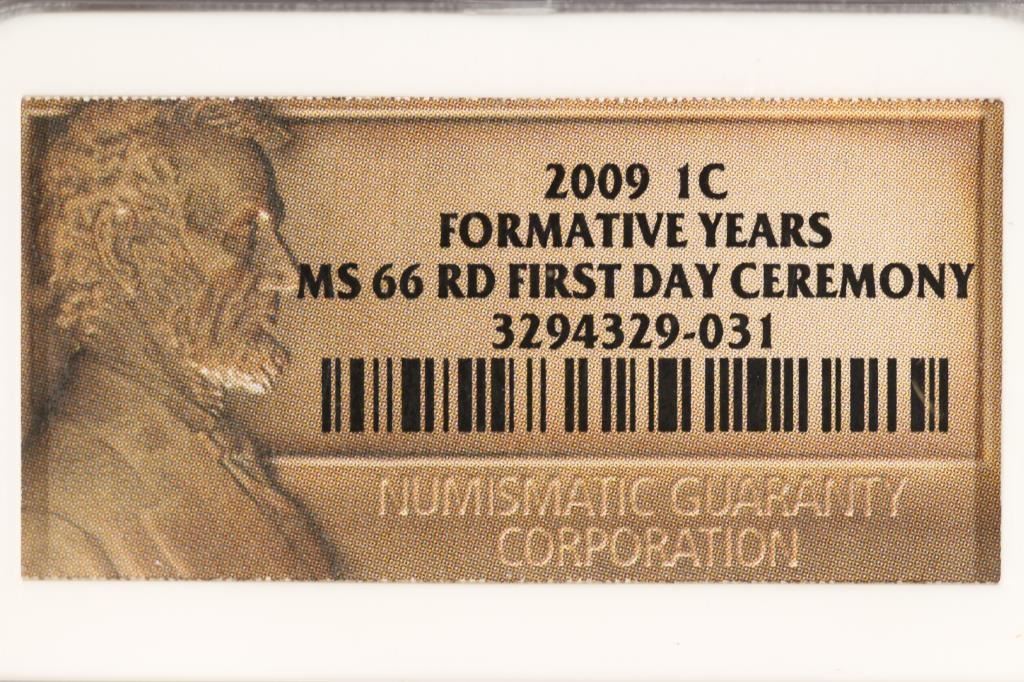 2009 1C
FORMATIVE YEARS
MS 66 RD FIRST DAY CEREMONY
3294329-031
NUMISMATIC GUARANTY
CORPORATION